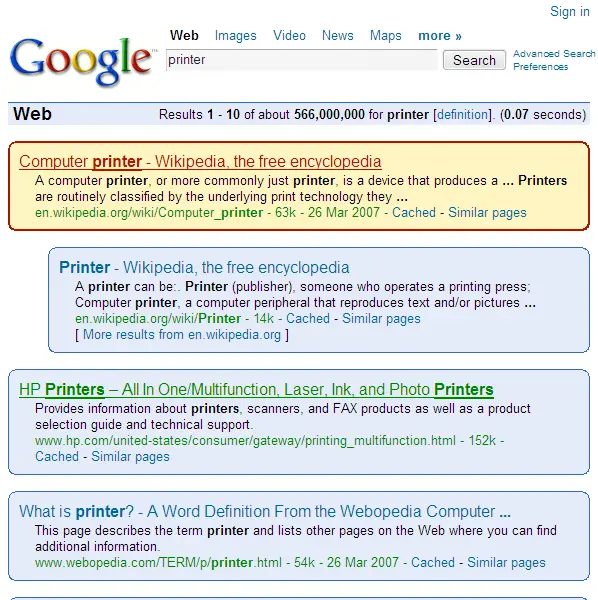 Sign in
Web Images Video News Maps more »
Google™
printer Search Advanced Search
Preferences
Web Results 1 - 10 of about 566,000,000 for printer [definition]. (0.07 seconds)
Computer printer - Wikipedia, the free encyclopedia
A computer printer, or more commonly just printer, is a device that produces a ... Printers
are routinely classified by the underlying print technology they ...
en.wikipedia.org/wiki/Computer_printer - 63k - 26 Mar 2007 - Cached - Similar pages
Printer - Wikipedia, the free encyclopedia
A printer can be:. Printer (publisher), someone who operates a printing press;
Computer printer, a computer peripheral that reproduces text and/or pictures ...
en.wikipedia.org/wiki/Printer - 14k - Cached - Similar pages
[ More results from en.wikipedia.org ]
HP Printers – All In One/Multifunction, Laser, Ink, and Photo Printers
Provides information about printers, scanners, and FAX products as well as a product
selection guide and technical support.
www.hp.com/united-states/consumer/gateway/printing_multifunction.html - 152k -
Cached - Similar pages
What is printer? - A Word Definition From the Webopedia Computer ...
This page describes the term printer and lists other pages on the Web where you can find
additional information.
www.webopedia.com/TERM/p/printer.html - 54k - 26 Mar 2007 - Cached - Similar pages